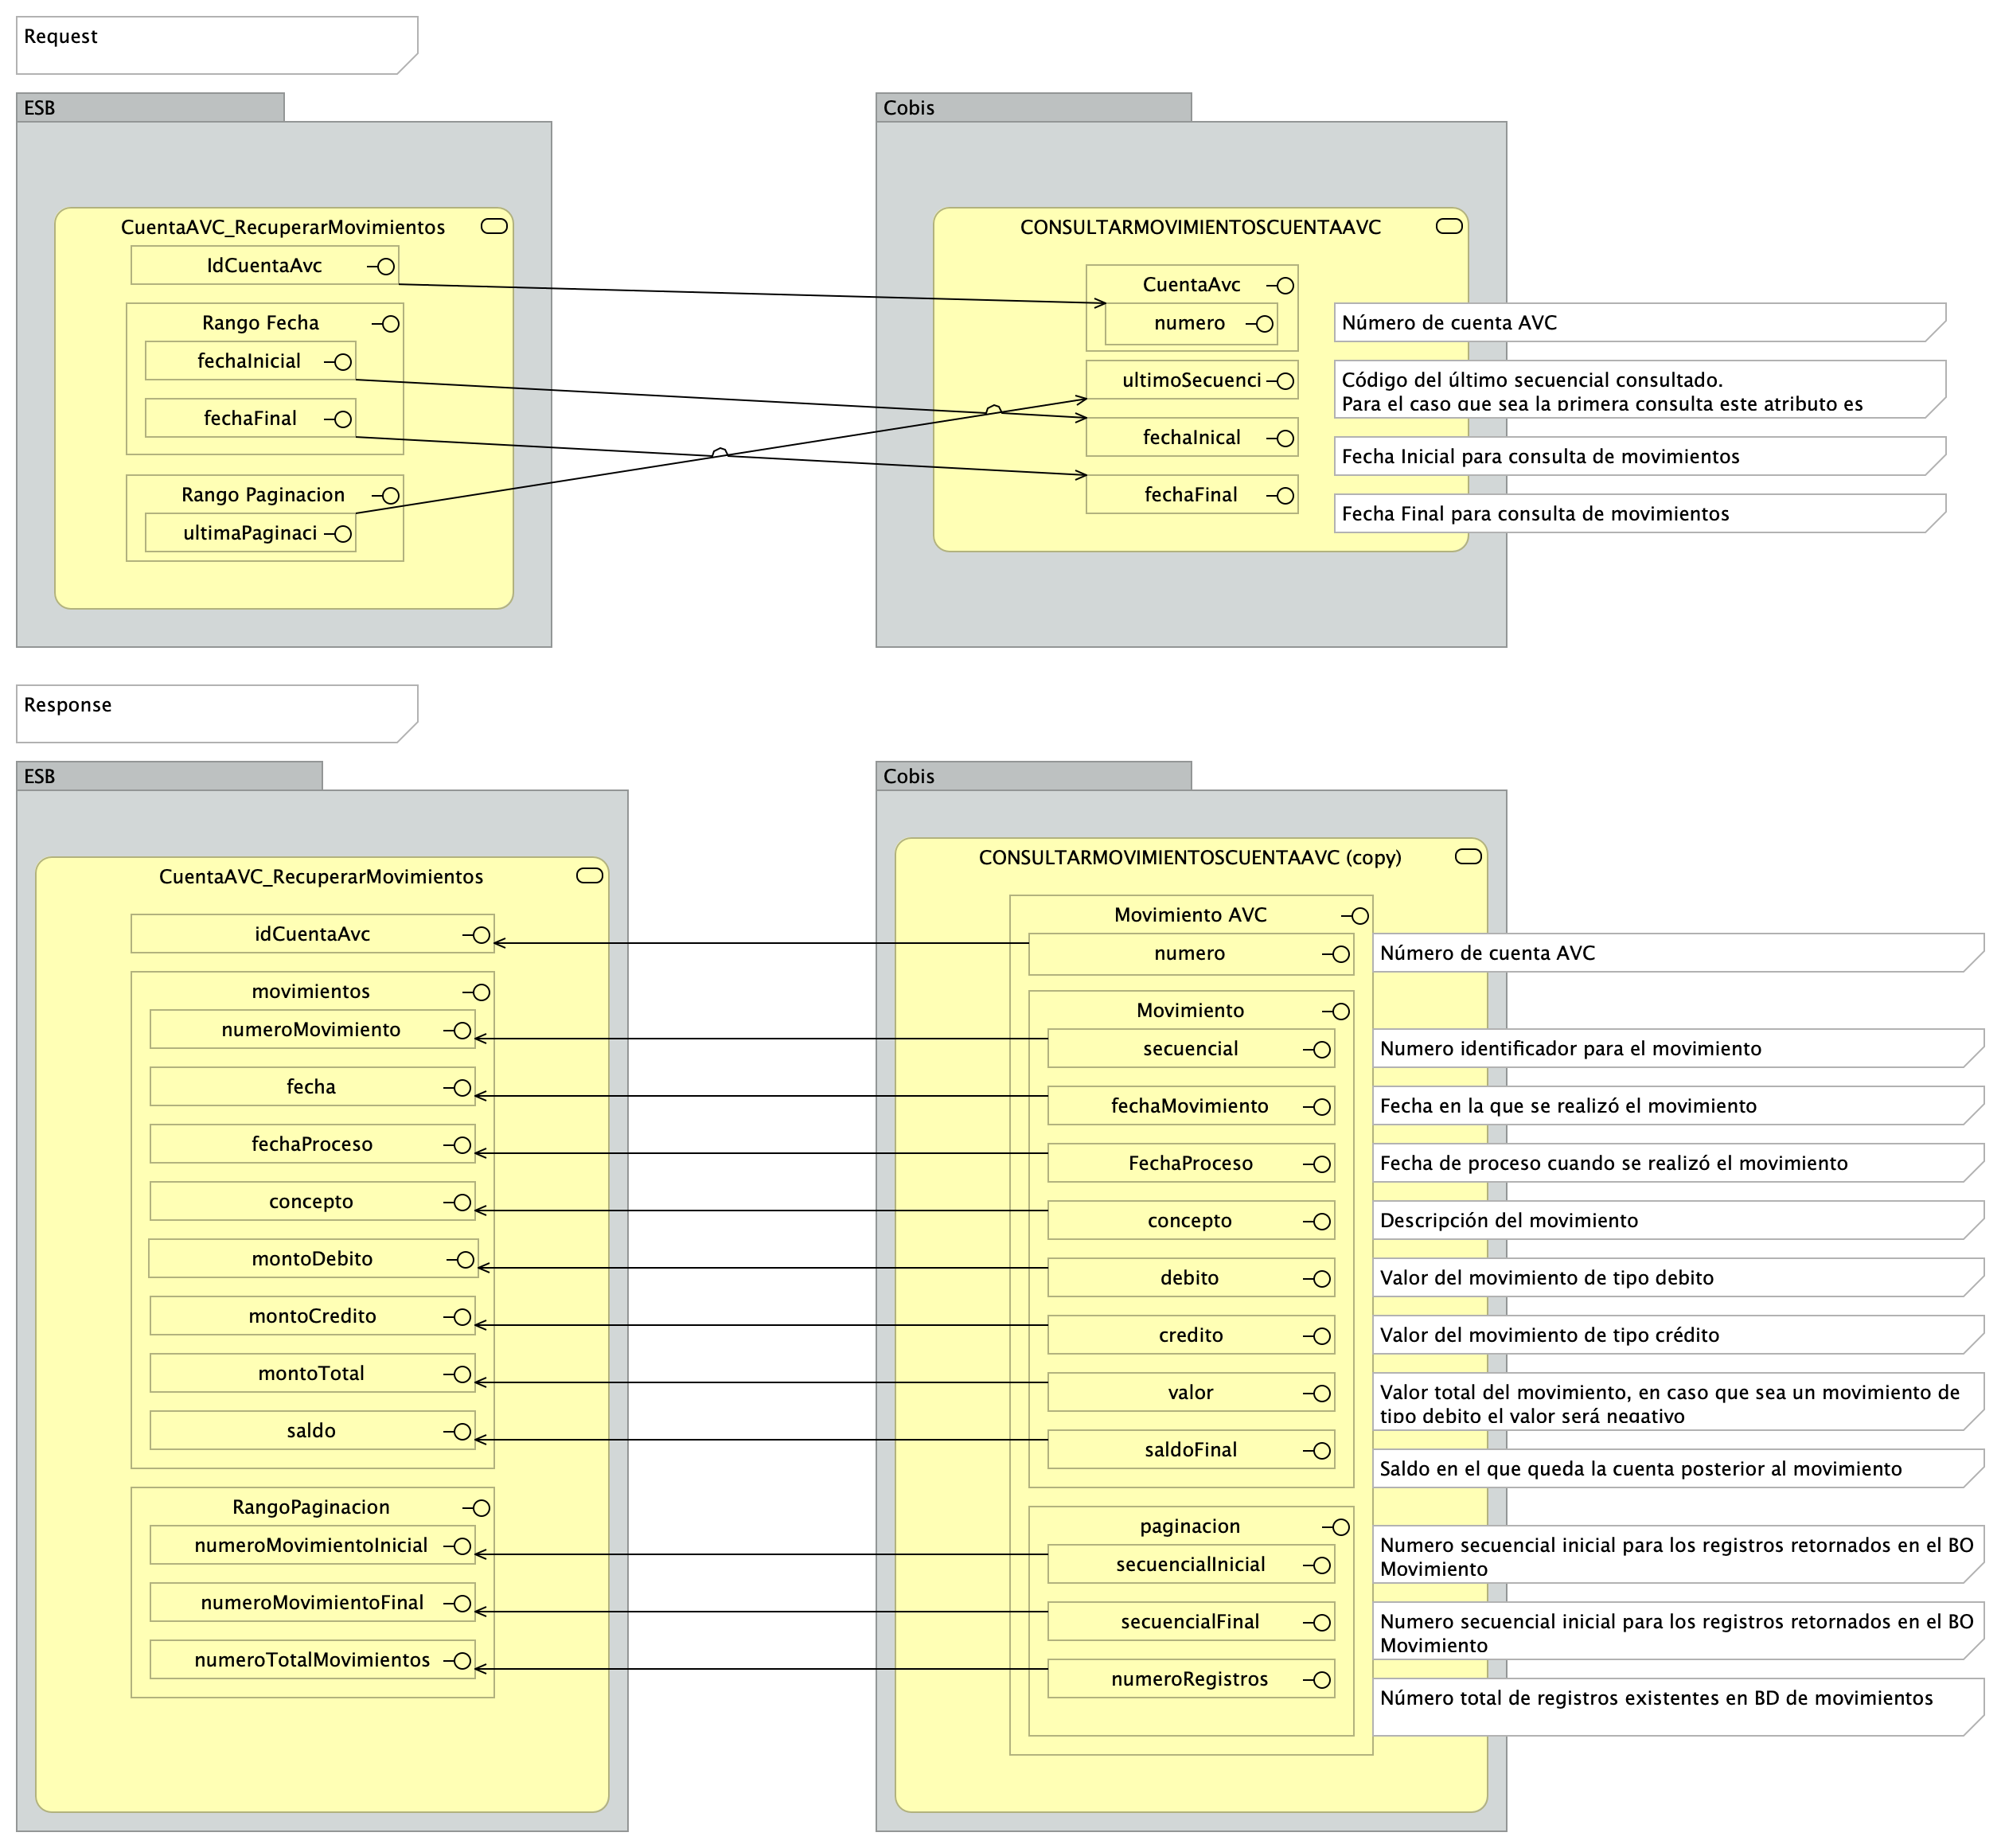 Request
ESB
CuentaAVC_RecuperarMovimientos
IdCuentaAvc
Rango Fecha
fechaInicial
fechaFinal
Rango Paginacion
ultimaPaginaci
Cobis
CONSULTARMOVIMIENTOSCUENTAAVC
CuentaAvc
numero
ultimoSecuenci
fechaInical
fechaFinal
Número de cuenta AVC
Código del último secuencial consultado.
Para el caso que sea la primera consulta este atributo es
Fecha Inicial para consulta de movimientos
Fecha Final para consulta de movimientos
Response
ESB
CuentaAVC_RecuperarMovimientos
idCuentaAvc
movimientos
numeroMovimiento
fecha
fechaProceso
concepto
montoDebito
montoCredito
montoTotal
saldo
RangoPaginacion
numeroMovimientoInicial
numeroMovimientoFinal
numeroTotalMovimientos
Cobis
CONSULTARMOVIMIENTOSCUENTAAVC (copy)
Movimiento AVC
numero
Movimiento
secuencial
fechaMovimiento
FechaProceso
concepto
debito
credito
valor
saldoFinal
paginacion
secuencialInicial
secuencialFinal
numeroRegistros
Número de cuenta AVC
Numero identificador para el movimiento
Fecha en la que se realizó el movimiento
Fecha de proceso cuando se realizó el movimiento
Descripción del movimiento
Valor del movimiento de tipo debito
Valor del movimiento de tipo crédito
Valor total del movimiento, en caso que sea un movimiento de
tipo debito el valor será negativo
Saldo en el que queda la cuenta posterior al movimiento
Numero secuencial inicial para los registros retornados en el BO
Movimiento
Numero secuencial inicial para los registros retornados en el BO
Movimiento
Número total de registros existentes en BD de movimientos